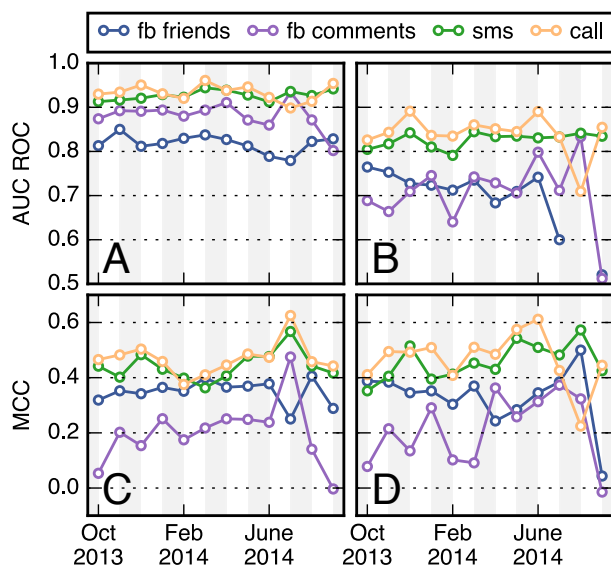 fb friends fb comments sms call
1.0
0.9
0.8
0.7
0.6
0.5
AUC ROC
A
B
0.6
0.4
0.2
0.0
MCC
C
D
Oct 2013
Feb 2014
June 2014
Oct 2013
Feb 2014
June 2014